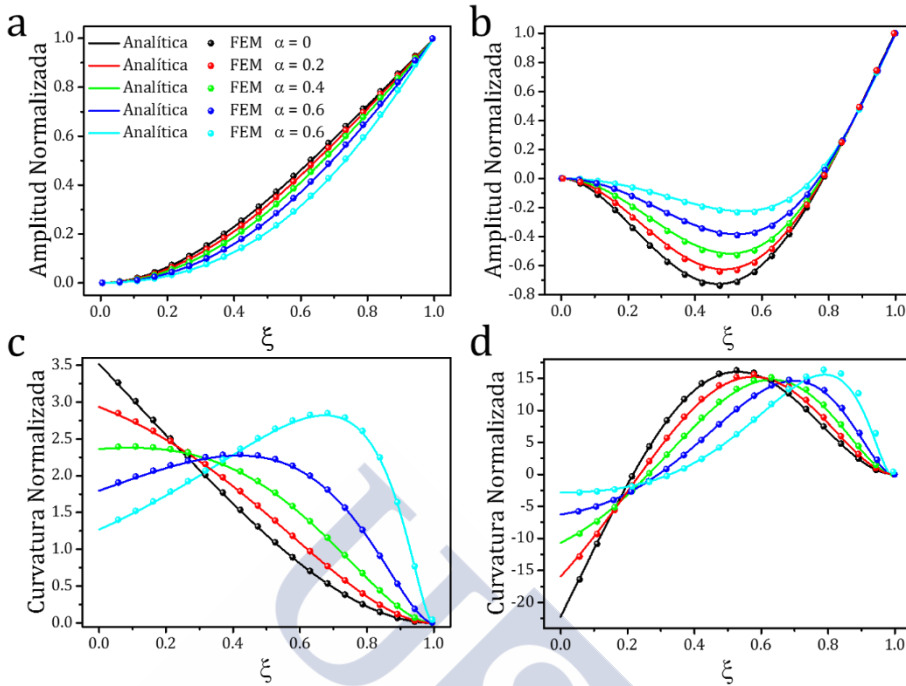 a
Amplitud Normalizada
1.0
0.8
0.6
0.4
0.2
0.0
Analítica FEM α = 0
Analítica FEM α = 0.2
Analítica FEM α = 0.4
Analítica FEM α = 0.6
Analítica FEM α = 0.6
0.0 0.2 0.4 0.6 0.8 1.0
ξ
b
Amplitud Normalizada
1.0
0.8
0.6
0.4
0.2
0.0
-0.2
-0.4
-0.6
-0.8
0.0 0.2 0.4 0.6 0.8 1.0
ξ
c
Curvatura Normalizada
3.5
3.0
2.5
2.0
1.5
1.0
0.5
0.0
0.0 0.2 0.4 0.6 0.8 1.0
ξ
d
Curvatura Normalizada
15
10
5
0
-5
-10
-15
-20
0.0 0.2 0.4 0.6 0.8 1.0
ξ